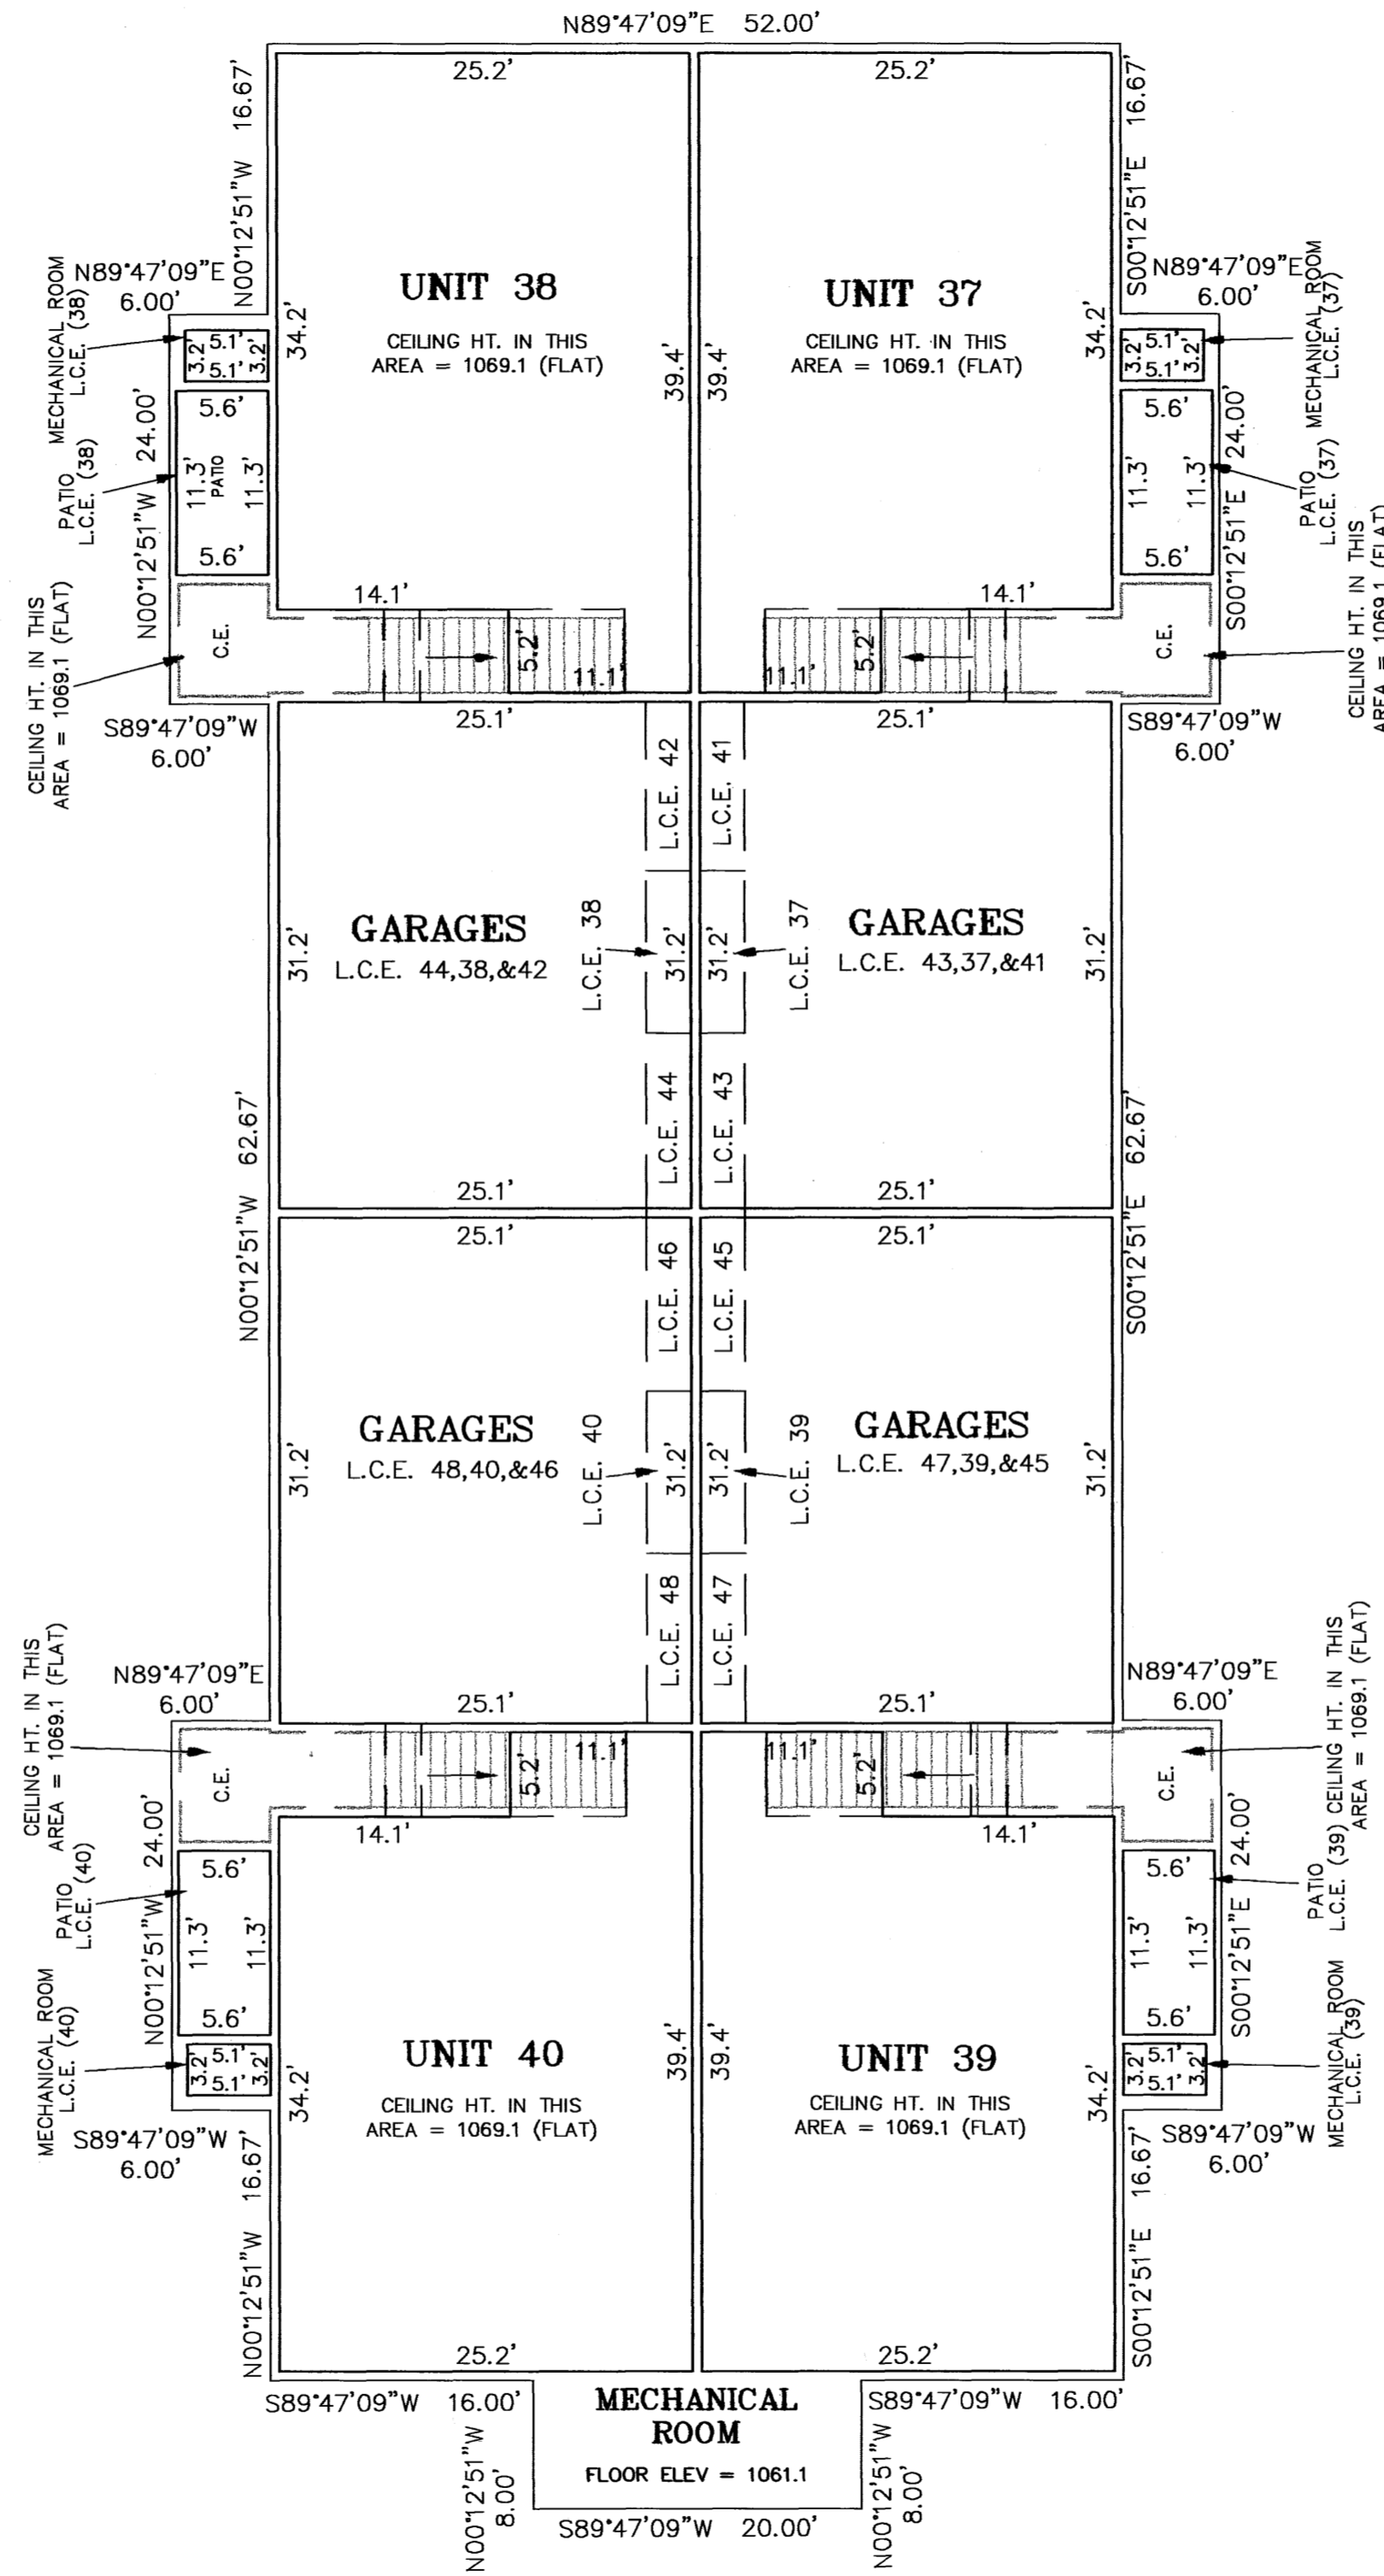 N89°47'09"E 52.00'
25.2'
25.2'
N00°12'51"W 16.67'
S00°12'51"E 16.67'
UNIT 38
CEILING HT. IN THIS
AREA = 1069.1 (FLAT)
34.2'
39.4'
UNIT 37
CEILING HT. IN THIS
AREA = 1069.1 (FLAT)
39.4'
34.2'
N89°47'09"E
6.00'
MECHANICAL ROOM
L.C.E. (38)
5.1'
3.2'
3.2'
5.1'
N89°47'09"E
6.00'
MECHANICAL ROOM
L.C.E. (37)
5.1'
3.2'
3.2'
5.1'
N00°12'51"W 24.00'
PATIO
L.C.E. (38)
5.6'
11.3'
PATIO
11.3'
5.6'
S00°12'51"E 24.00'
PATIO
L.C.E. (37)
5.6'
11.3'
11.3'
5.6'
CEILING HT. IN THIS
AREA = 1069.1 (FLAT)
C.E.
14.1'
5.2'
11.1'
14.1'
5.2'
11.1'
C.E.
CEILING HT. IN THIS
AREA = 1069.1 (FLAT)
S89°47'09"W
6.00'
S89°47'09"W
6.00'
25.1'
25.1'
L.C.E. 42
L.C.E. 41
GARAGES
L.C.E. 44,38,&42
31.2'
L.C.E. 38
31.2'
31.2'
L.C.E. 37
GARAGES
L.C.E. 43,37,&41
31.2'
L.C.E. 44
L.C.E. 43
N00°12'51"W 62.67'
S00°12'51"E 62.67'
25.1'
25.1'
25.1'
25.1'
L.C.E. 46
L.C.E. 45
GARAGES
L.C.E. 48,40,&46
31.2'
L.C.E. 40
31.2'
31.2'
L.C.E. 39
GARAGES
L.C.E. 47,39,&45
31.2'
L.C.E. 48
L.C.E. 47
25.1'
25.1'
N89°47'09"E
6.00'
N89°47'09"E
6.00'
CEILING HT. IN THIS
AREA = 1069.1 (FLAT)
C.E.
11.1'
5.2'
14.1'
11.1'
5.2'
14.1'
C.E.
CEILING HT. IN THIS
AREA = 1069.1 (FLAT)
N00°12'51"W 24.00'
PATIO
L.C.E. (40)
5.6'
11.3'
11.3'
5.6'
S00°12'51"E 24.00'
PATIO
L.C.E. (39)
5.6'
11.3'
11.3'
5.6'
MECHANICAL ROOM
L.C.E. (40)
5.1'
3.2'
3.2'
5.1'
MECHANICAL ROOM
L.C.E. (39)
5.1'
3.2'
3.2'
5.1'
UNIT 40
CEILING HT. IN THIS
AREA = 1069.1 (FLAT)
34.2'
39.4'
UNIT 39
CEILING HT. IN THIS
AREA = 1069.1 (FLAT)
39.4'
34.2'
S89°47'09"W
6.00'
S89°47'09"W
6.00'
N00°12'51"W 16.67'
S00°12'51"E 16.67'
25.2'
25.2'
S89°47'09"W 16.00'
S89°47'09"W 16.00'
MECHANICAL
ROOM
FLOOR ELEV = 1061.1
N00°12'51"W
8.00'
N00°12'51"W
8.00'
S89°47'09"W 20.00'